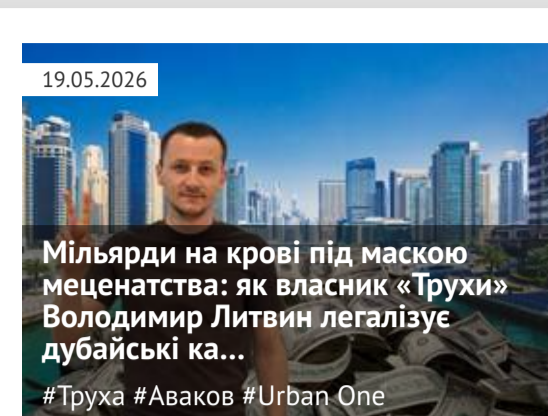 19.05.2026
Мільярди на крові під маскою
меценатства: як власник «Трухи»
Володимир Литвин легалізує
дубайські ка...
#Труха #Аваков #Urban One